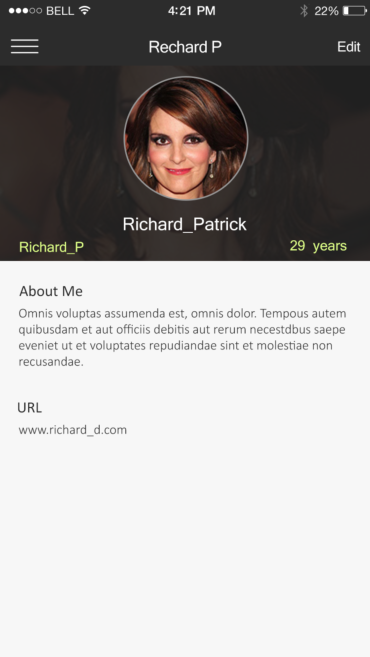 BELL 4:21 PM 22%
Rechard P Edit
Richard_Patrick
Richard_P 29 years
About Me
Omnis voluptas assumenda est, omnis dolor. Tempous autem
quibusdam et aut officiis debitis aut rerum necestdbus saepe
eveniet ut et voluptates repudiandae sint et molestiae non
recusandae.
URL
www.richard_d.com